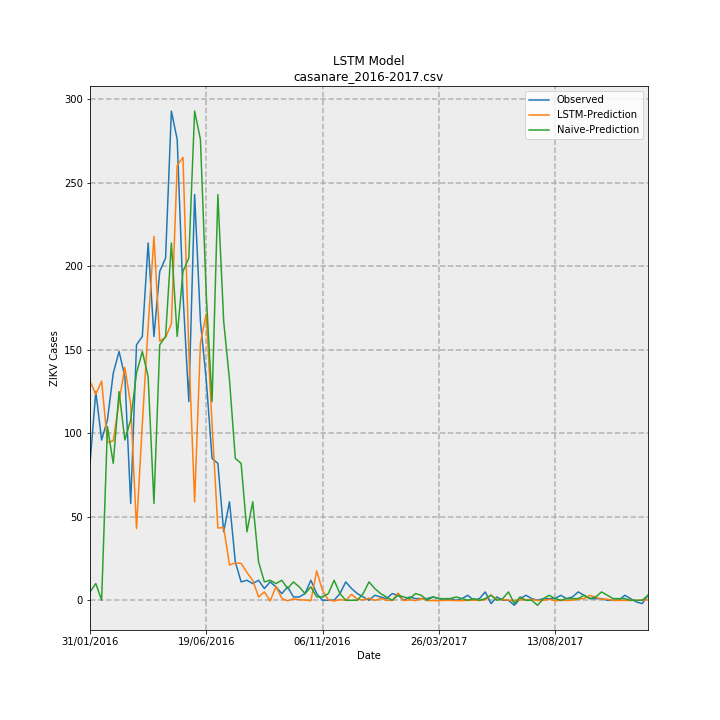 LSTM Model
casanare_2016-2017.csv
Observed
LSTM-Prediction
Naive-Prediction
300
250
200
150
100
50
0
ZIKV Cases
31/01/2016
19/06/2016
06/11/2016
26/03/2017
13/08/2017
Date